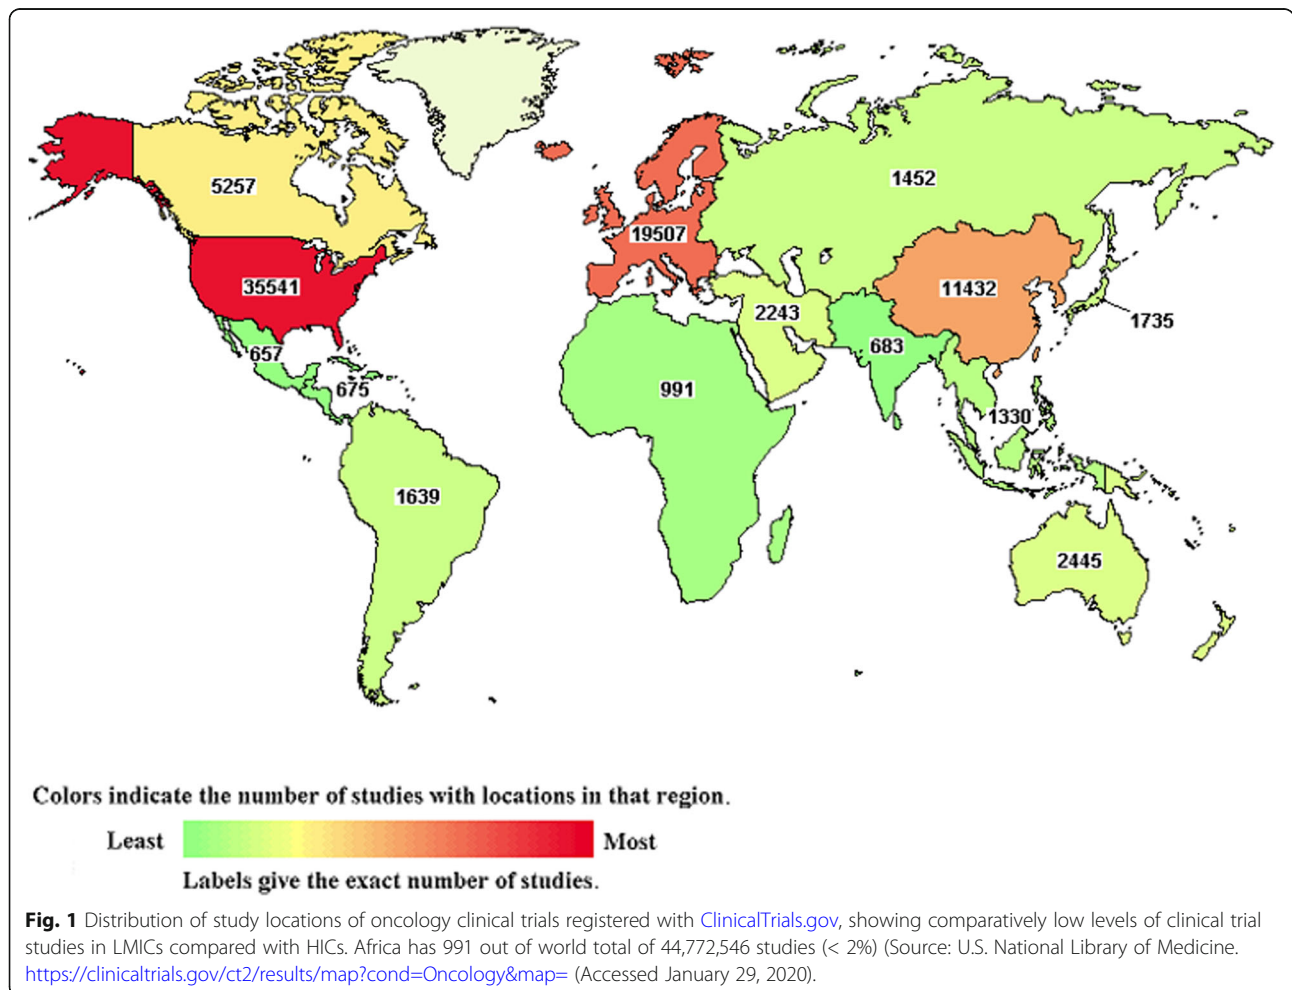 5257
1452
19507
35541
11432
2243
1735
657
683
675
991
1330
1639
2445
Colors indicate the number of studies with locations in that region.
Least Most
Labels give the exact number of studies.
Fig. 1 Distribution of study locations of oncology clinical trials registered with ClinicalTrials.gov, showing comparatively low levels of clinical trial
studies in LMICs compared with HICs. Africa has 991 out of world total of 44,772,546 studies (< 2%) (Source: U.S. National Library of Medicine.
https://clinicaltrials.gov/ct2/results/map?cond=Oncology&map= (Accessed January 29, 2020).